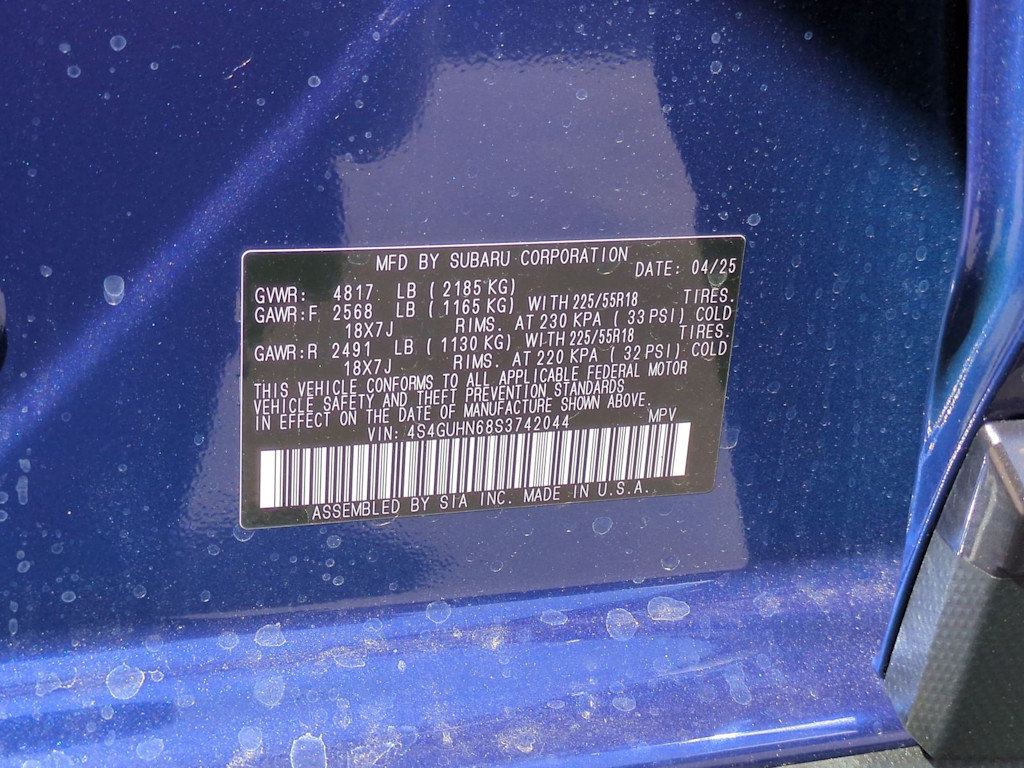 MFD BY SUBARU CORPORATION
DATE: 04/25
GVWR: 4817 LB ( 2185 KG)
GAWR:F 2568 LB ( 1165 KG) WITH 225/55R18 TIRES.
18X7J RIMS. AT 230 KPA ( 33 PSI) COLD
GAWR:R 2491 LB ( 1130 KG) WITH 225/55R18 TIRES.
18X7J RIMS. AT 220 KPA ( 32 PSI) COLD
THIS VEHICLE CONFORMS TO ALL APPLICABLE FEDERAL MOTOR
VEHICLE SAFETY AND THEFT PREVENTION STANDARDS
IN EFFECT ON THE DATE OF MANUFACTURE SHOWN ABOVE.
VIN: 4S4GUHN68S3742044 MPV
ASSEMBLED BY SIA INC. MADE IN U.S.A.